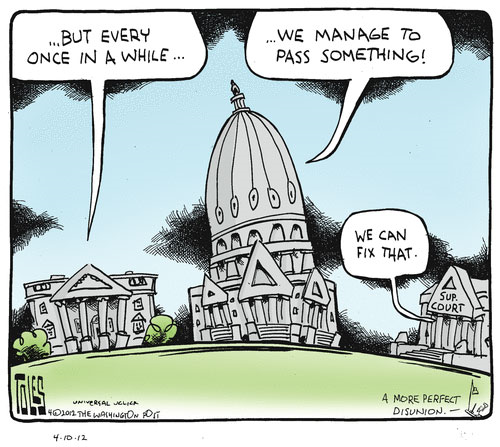 ...BUT EVERY
ONCE IN A WHILE...
...WE MANAGE TO
PASS SOMETHING!
WE CAN
FIX THAT.
SUP.
COURT
TOLES
UNIVERSAL UCLICK
4©2012 THE WASHINGTON POST
A MORE PERFECT
DISUNION. —
4-10-12